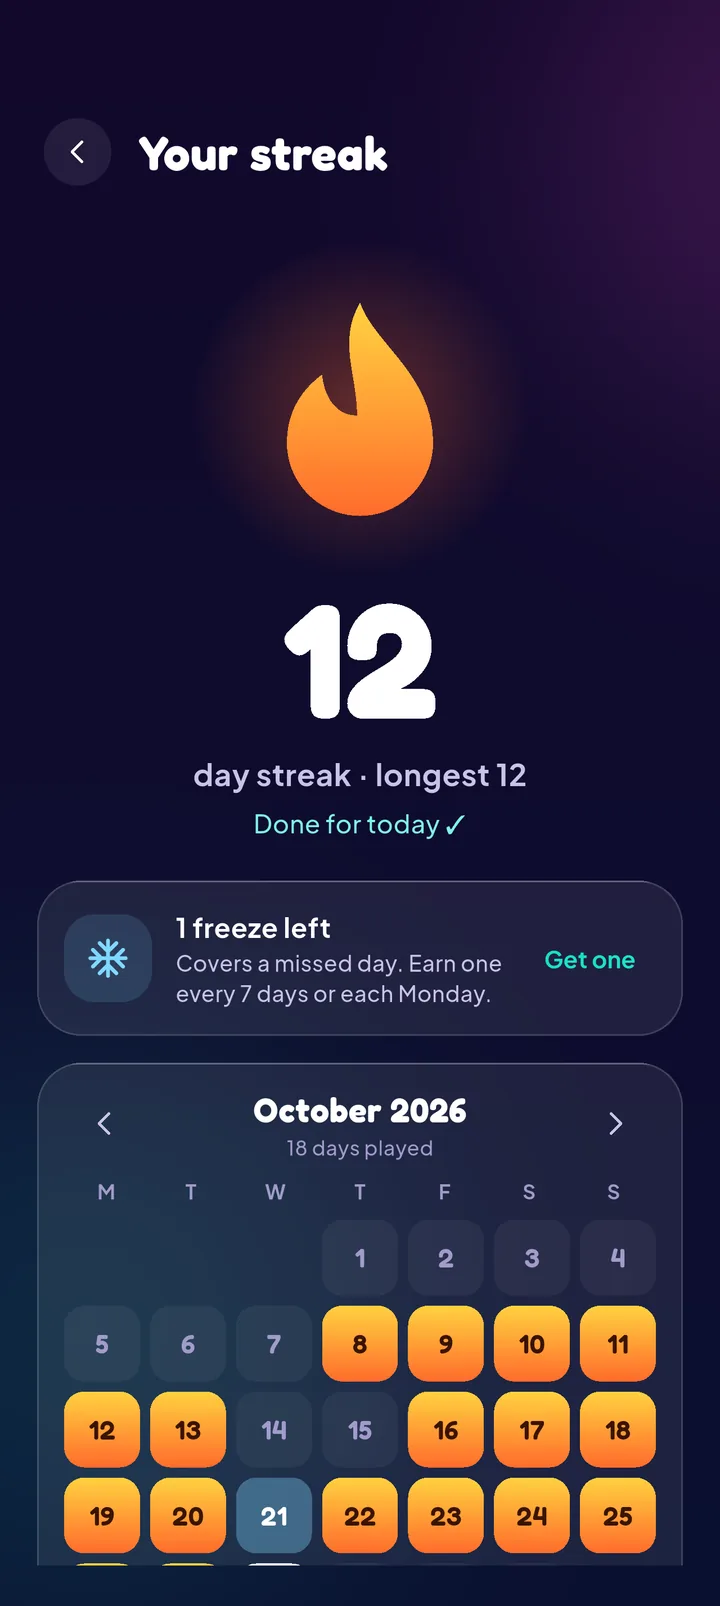 Your streak
12
day streak · longest 12
Done for today ✓
1 freeze left
Covers a missed day. Earn one
every 7 days or each Monday.
Get one
October 2026
18 days played
M T W T F S S
1 2 3 4
5 6 7 8 9 10 11
12 13 14 15 16 17 18
19 20 21 22 23 24 25